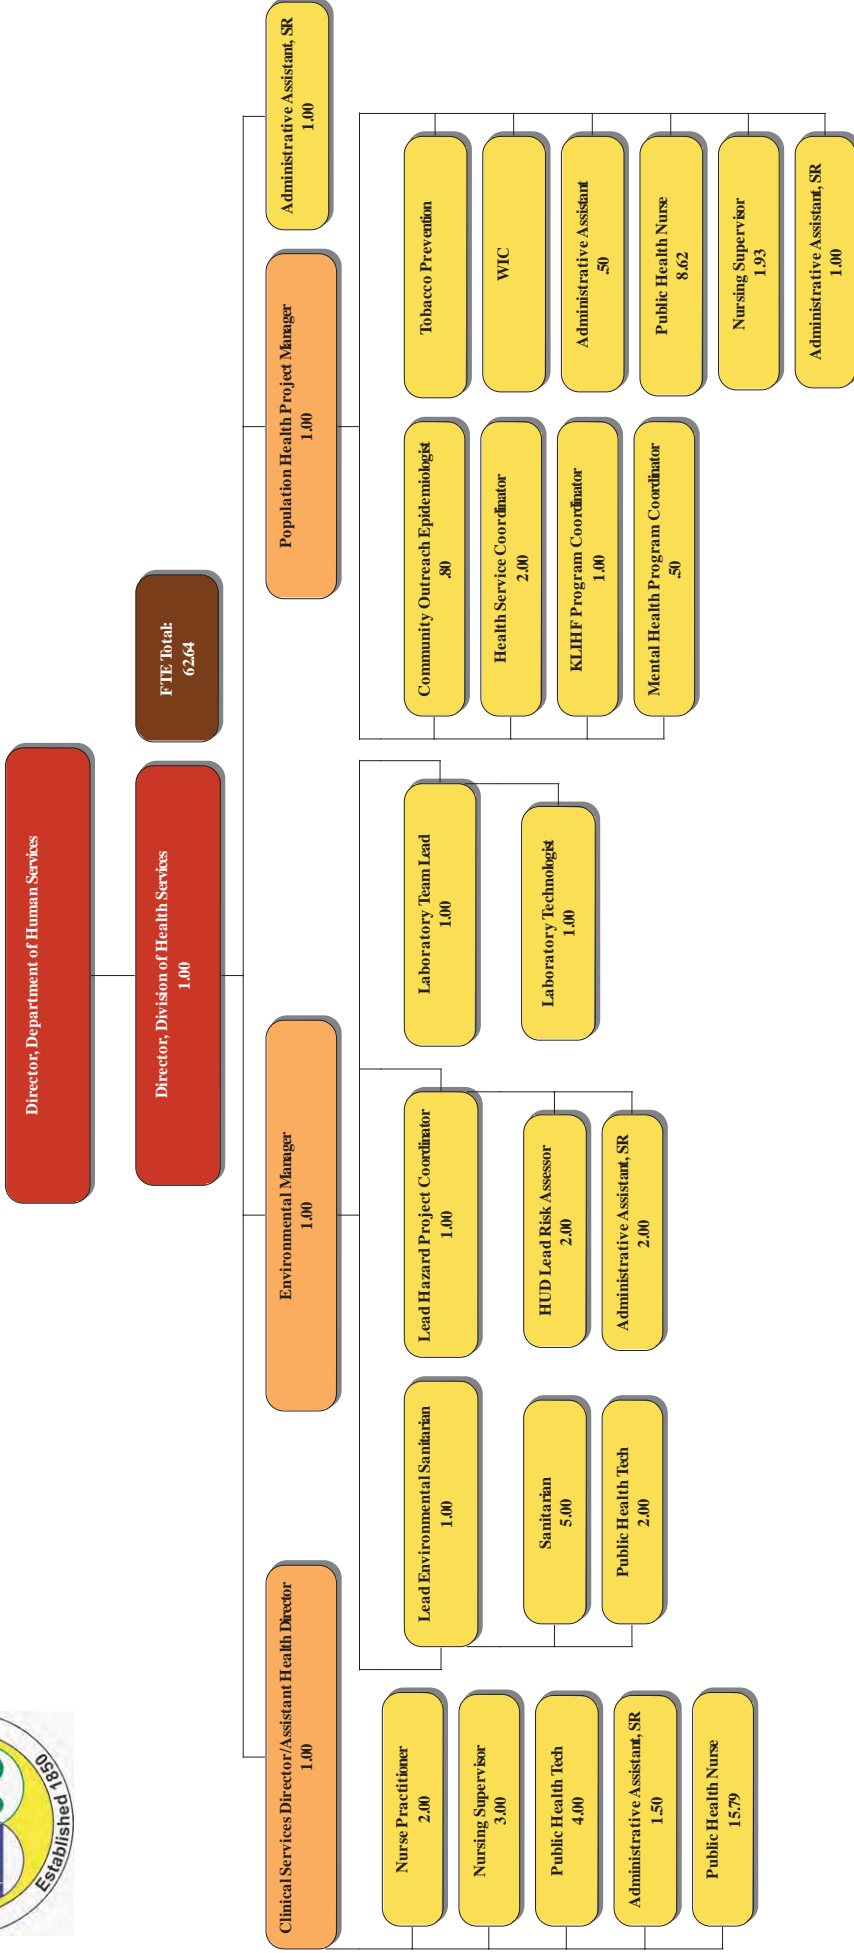 Established 1850
Director, Department of Human Services
Director, Division of Health Services
1.00
FTE Total:
62.64
Clinical Services Director/Assistant Health Director
1.00
Environmental Manager
1.00
Population Health Project Manager
1.00
Administrative Assistant, SR
1.00
Nurse Practitioner
2.00
Nursing Supervisor
3.00
Public Health Tech
4.00
Administrative Assistant, SR
1.50
Public Health Nurse
15.79
Lead Environmental Sanitarian
1.00
Sanitarian
5.00
Public Health Tech
2.00
Lead Hazard Project Coordinator
1.00
HUD Lead Risk Assessor
2.00
Administrative Assistant, SR
2.00
Laboratory Team Lead
1.00
Laboratory Technologist
1.00
Community Outreach Epidemiologist
.80
Health Service Coordinator
2.00
KLIHF Program Coordinator
1.00
Mental Health Program Coordinator
.50
Tobacco Prevention
WIC
Administrative Assistant
.50
Public Health Nurse
8.62
Nursing Supervisor
1.93
Administrative Assistant, SR
1.00